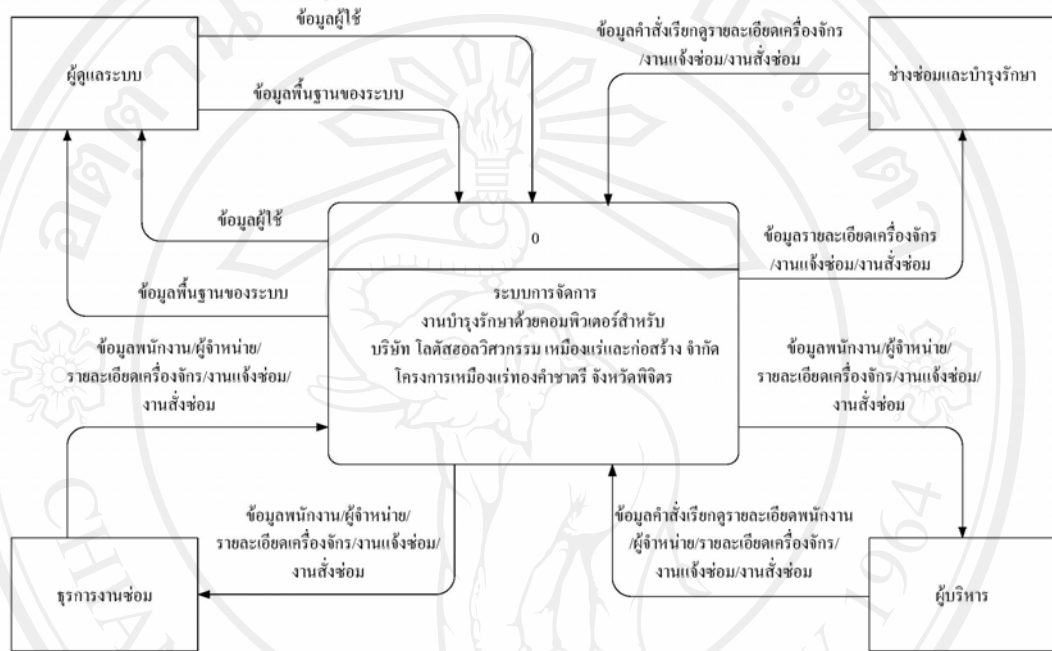 ข้อมูลผู้ใช้
ผู้ดูแลระบบ
ข้อมูลพื้นฐานของระบบ
ข้อมูลคำสั่งเรียกดูรายละเอียดเครื่องจักร
/งานแจ้งซ่อม/งานสั่งซ่อม
ช่างซ่อมและบำรุงรักษา
ข้อมูลผู้ใช้
ข้อมูลพื้นฐานของระบบ
0
ข้อมูลรายละเอียดเครื่องจักร
/งานแจ้งซ่อม/งานสั่งซ่อม
ระบบการจัดการ
งานบำรุงรักษาด้วยคอมพิวเตอร์สำหรับ
บริษัท โลตัสฮอลวิศวกรรม เหมืองแร่และก่อสร้าง จำกัด
โครงการเหมืองแร่ทองคำชาตรี จังหวัดพิจิตร
ข้อมูลพนักงาน/ผู้จำหน่าย/
รายละเอียดเครื่องจักร/งานแจ้งซ่อม/
งานสั่งซ่อม
ข้อมูลพนักงาน/ผู้จำหน่าย/
รายละเอียดเครื่องจักร/งานแจ้งซ่อม/
งานสั่งซ่อม
ข้อมูลพนักงาน/ผู้จำหน่าย/
รายละเอียดเครื่องจักร/งานแจ้งซ่อม/
งานสั่งซ่อม
ข้อมูลคำสั่งเรียกดูรายละเอียดพนักงาน
/ผู้จำหน่าย/รายละเอียดเครื่องจักร/
งานแจ้งซ่อม/งานสั่งซ่อม
ธุรการงานซ่อม
ผู้บริหาร
1964